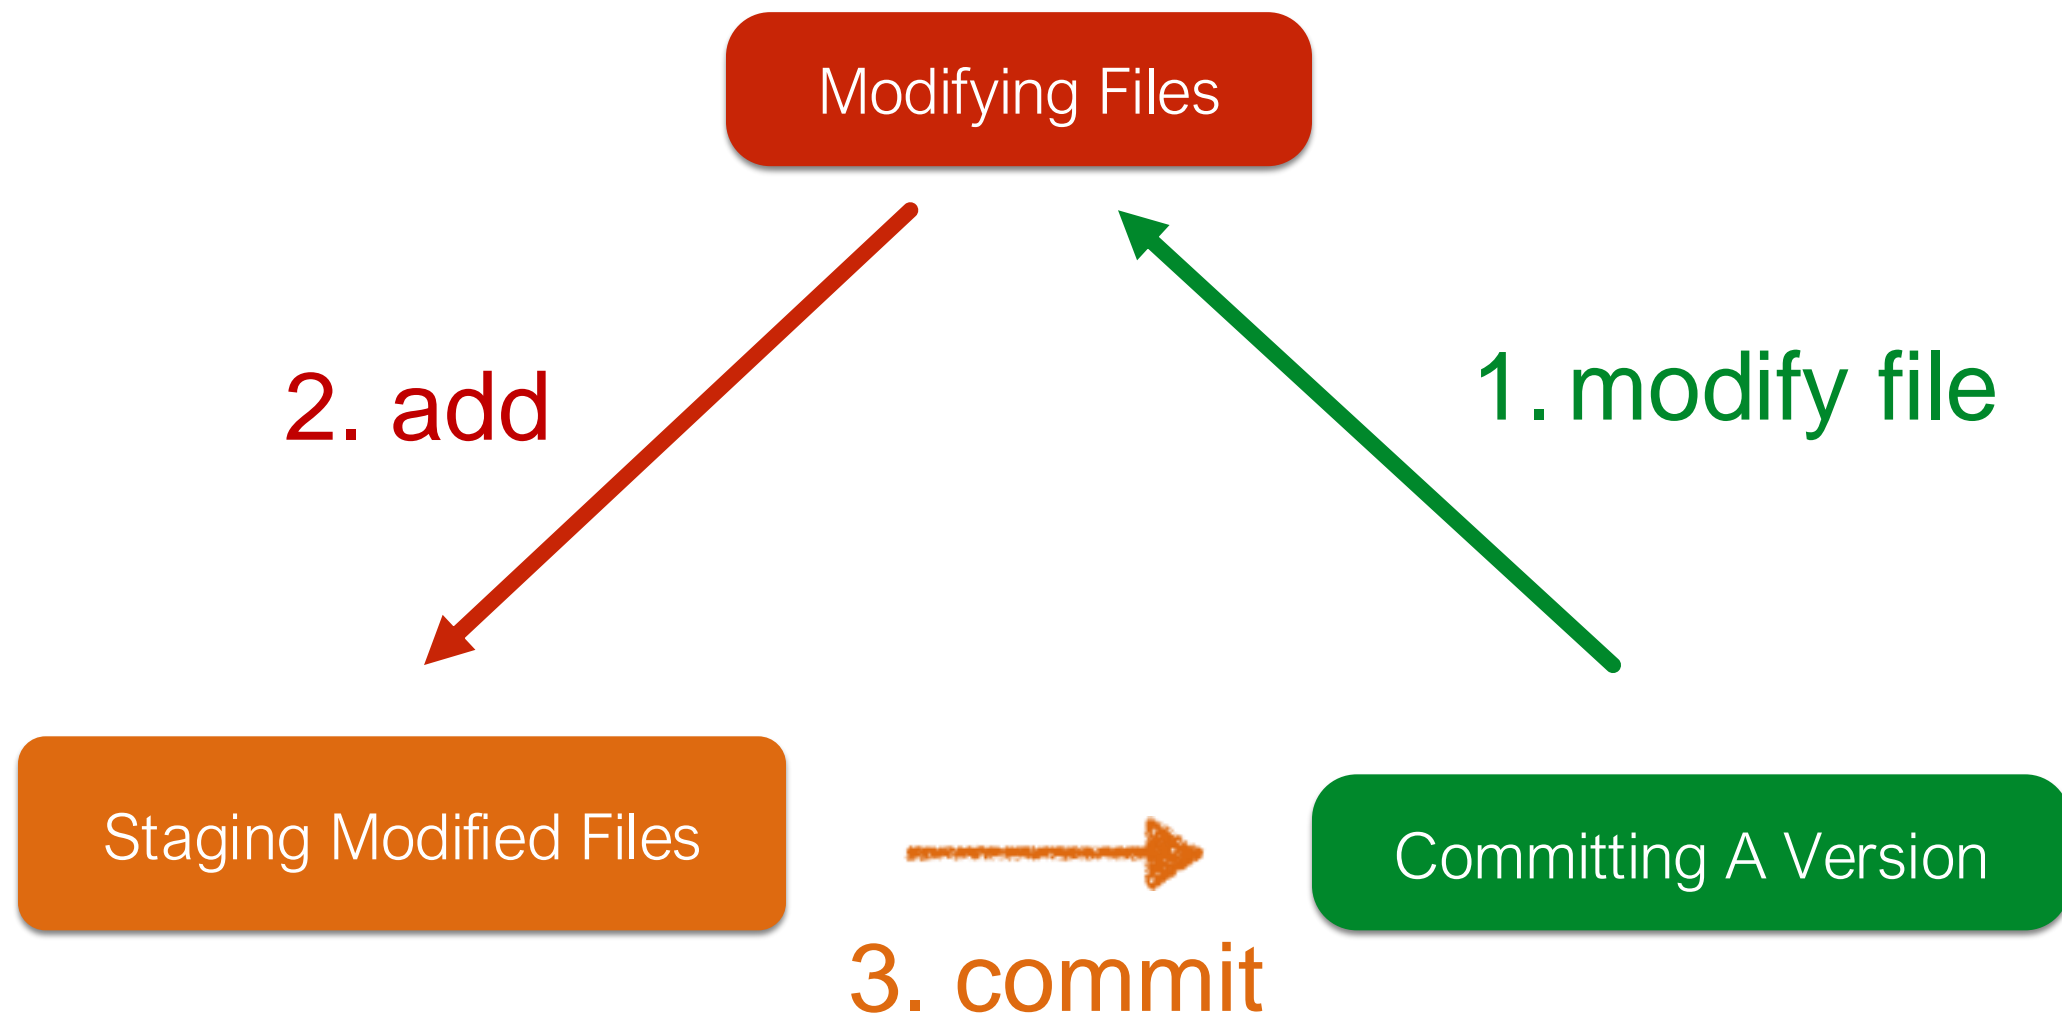 Modifying Files
2. add
1. modify file
Staging Modified Files
Committing A Version
3. commit